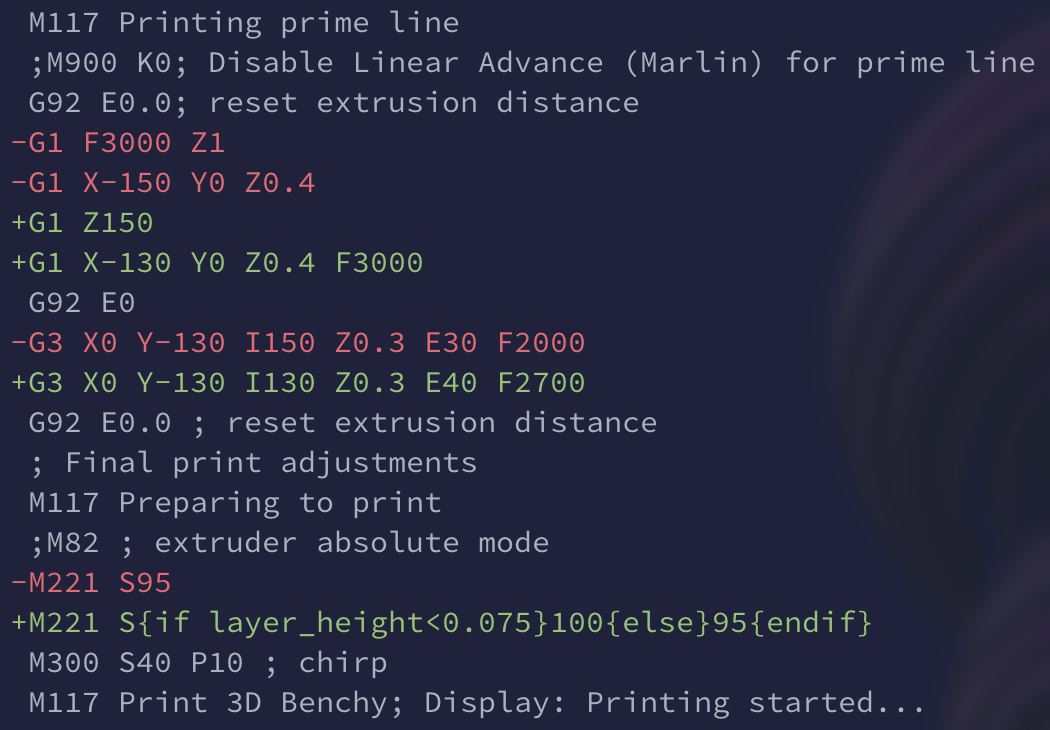 M117 Printing prime line
;M900 K0; Disable Linear Advance (Marlin) for prime line
G92 E0.0; reset extrusion distance
-G1 F3000 Z1
-G1 X-150 Y0 Z0.4
+G1 Z150
+G1 X-130 Y0 Z0.4 F3000
G92 E0
-G3 X0 Y-130 I150 Z0.3 E30 F2000
+G3 X0 Y-130 I130 Z0.3 E40 F2700
G92 E0.0 ; reset extrusion distance
; Final print adjustments
M117 Preparing to print
;M82 ; extruder absolute mode
-M221 S95
+M221 S{if layer_height<0.075}100{else}95{endif}
M300 S40 P10 ; chirp
M117 Print 3D Benchy; Display: Printing started...